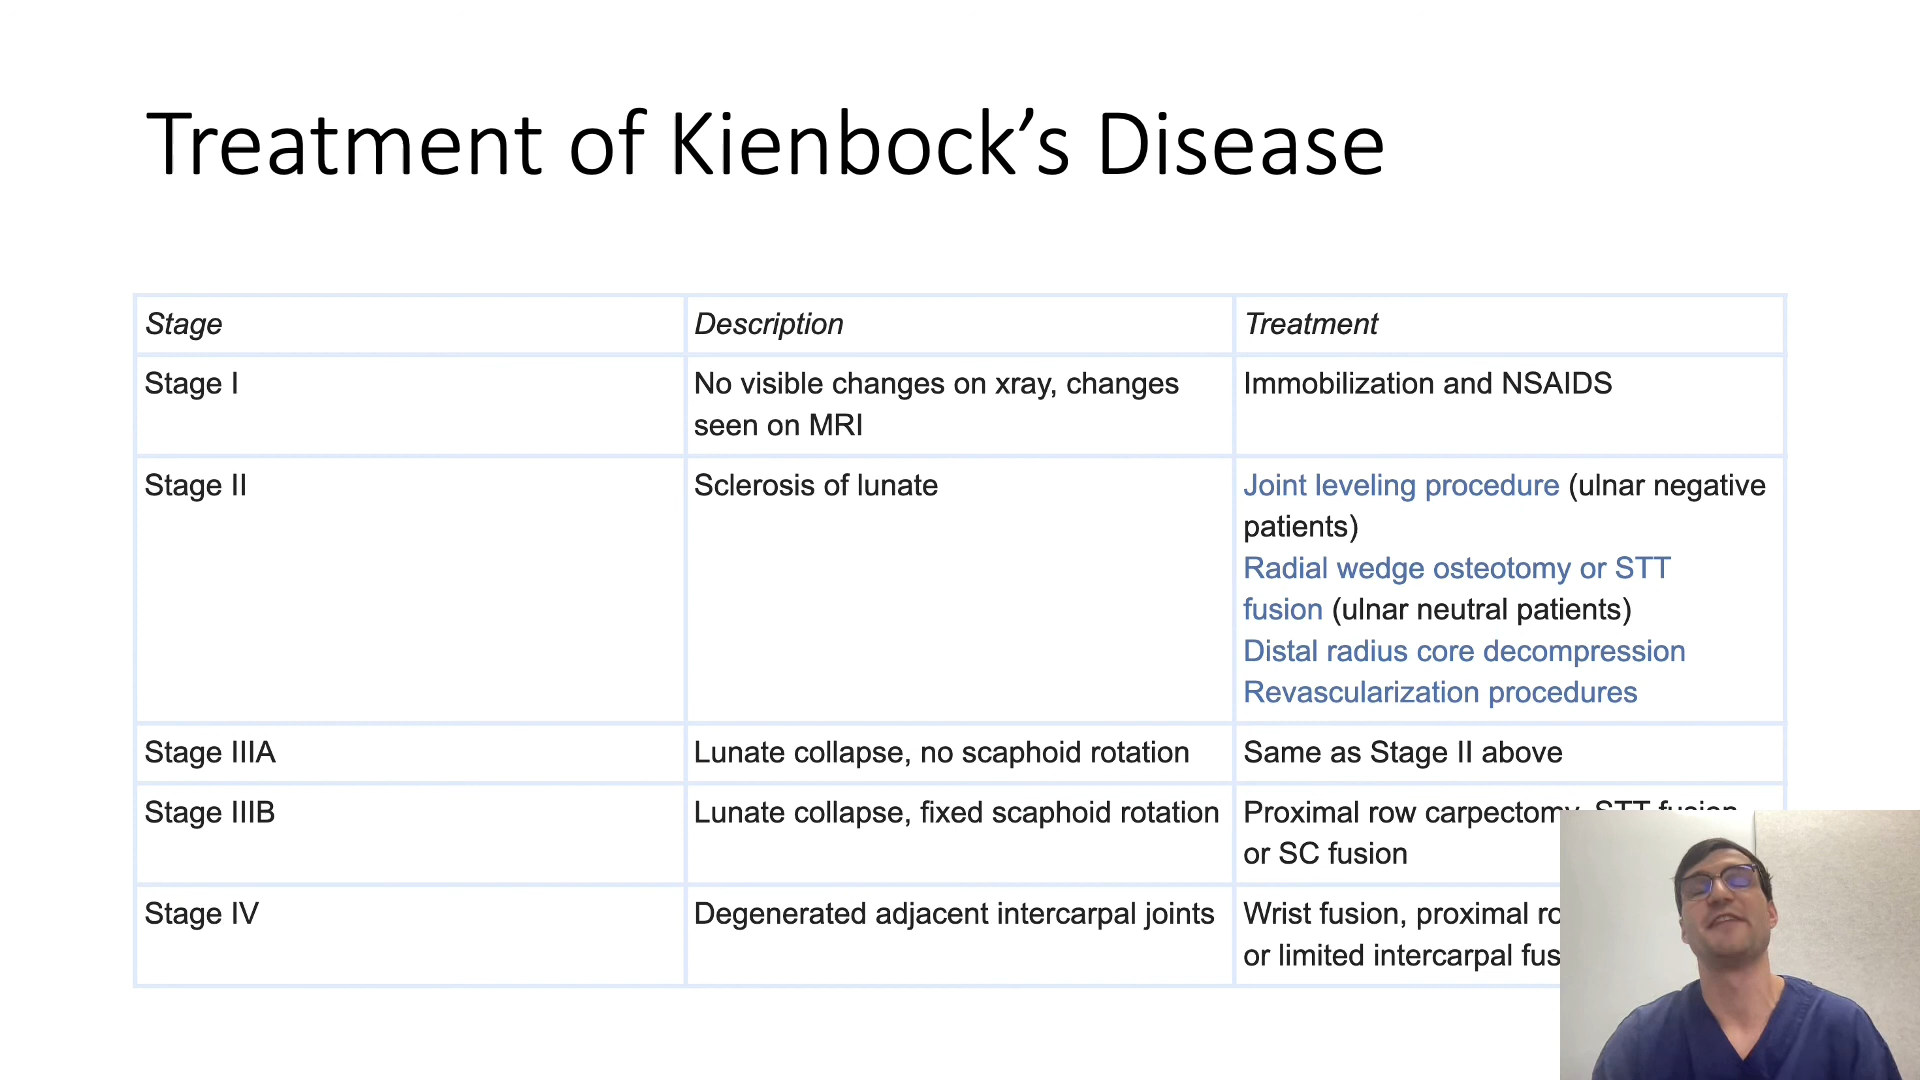 Treatment of Kienbock’s Disease
Stage
Description
Treatment
Stage I
No visible changes on xray, changes
seen on MRI
Immobilization and NSAIDS
Stage II
Sclerosis of lunate
Joint leveling procedure (ulnar negative
patients)
Radial wedge osteotomy or STT
fusion (ulnar neutral patients)
Distal radius core decompression
Revascularization procedures
Stage IIIA
Lunate collapse, no scaphoid rotation
Same as Stage II above
Stage IIIB
Lunate collapse, fixed scaphoid rotation
Proximal row carpectomy, STT fusion
or SC fusion
Stage IV
Degenerated adjacent intercarpal joints
Wrist fusion, proximal
or limited intercarpal